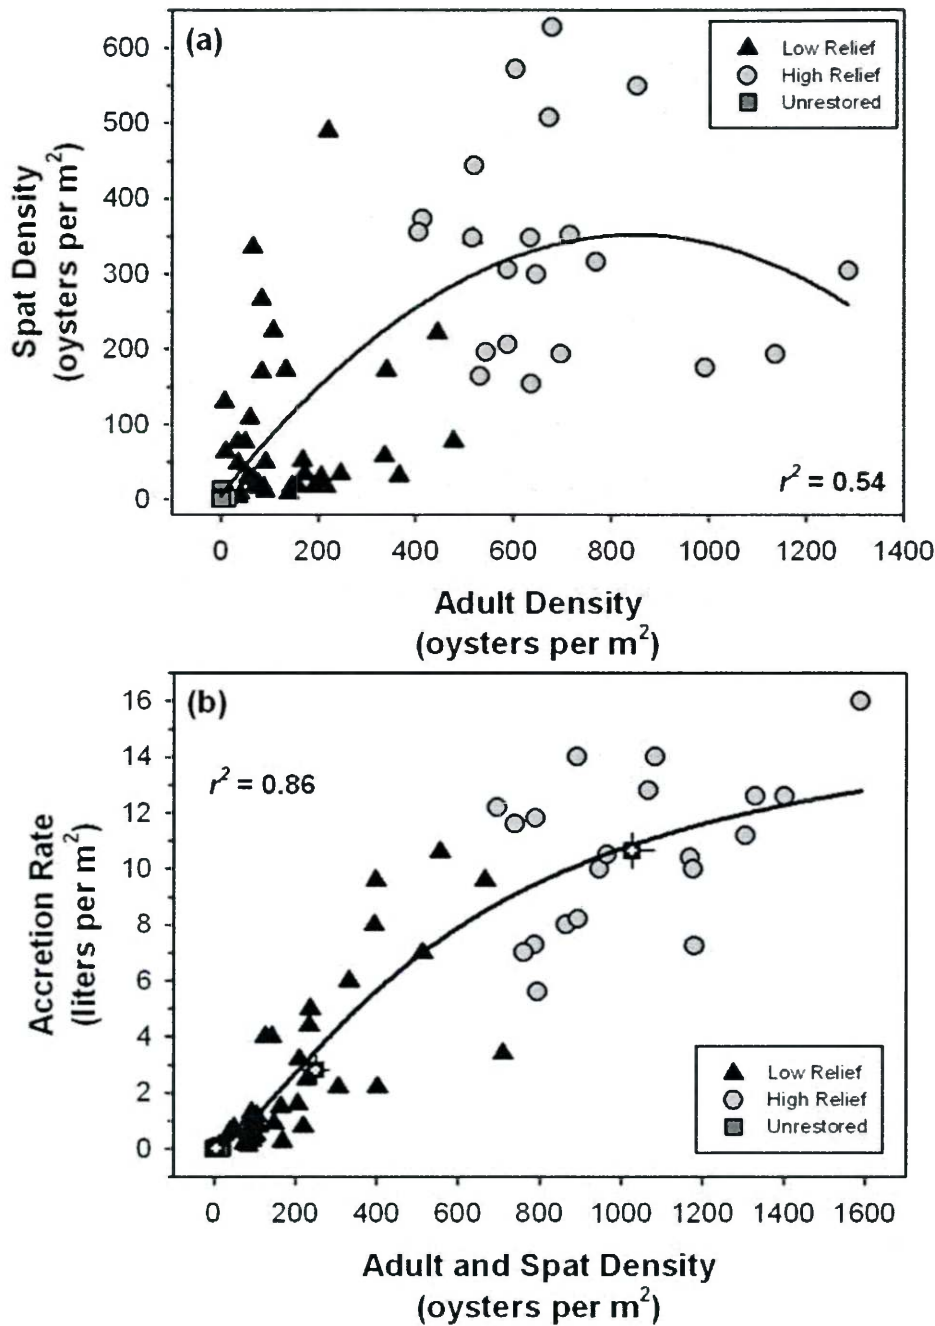 (a)
Low Relief
High Relief
Unrestored
600
500
400
300
200
100
0
Spat Density
(oysters per m²)
r² = 0.54
0 200 400 600 800 1000 1200 1400
Adult Density
(oysters per m²)
(b)
16
14
12
10
8
6
4
2
0
r² = 0.86
Accretion Rate
(liters per m²)
Low Relief
High Relief
Unrestored
0 200 400 600 800 1000 1200 1400 1600
Adult and Spat Density
(oysters per m²)